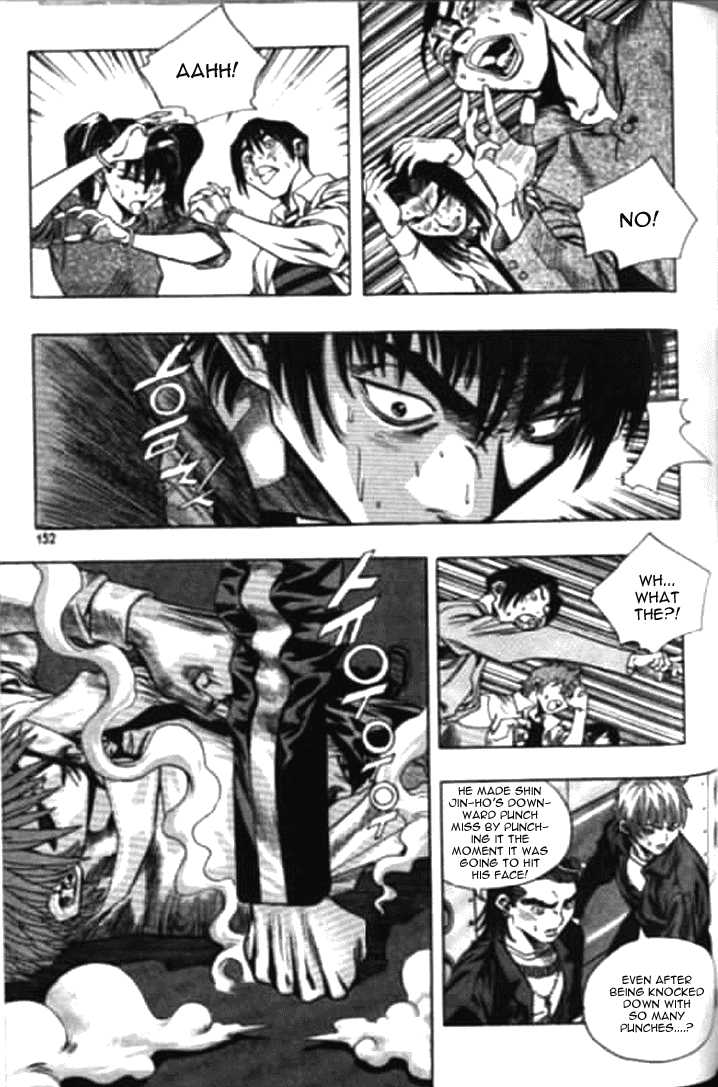 AAHH!
NO!
152
WH...
WHAT
THE?!
HE MADE SHIN
JIN-HO'S DOWN-
WARD PUNCH
MISS BY PUNCH-
ING IT THE
MOMENT IT WAS
GOING TO HIT
HIS FACE!
EVEN AFTER
BEING KNOCKED
DOWN WITH
SO MANY
PUNCHES....?